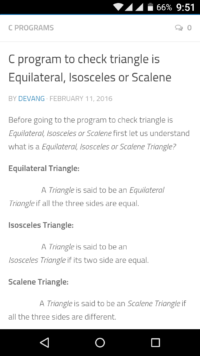 66% 9:51
C PROGRAMS 0
C program to check triangle is
Equilateral, Isosceles or Scalene
BY DEVANG · FEBRUARY 11, 2016
Before going to the program to check triangle is
Equilateral, Isosceles or Scalene first let us understand
what is a Equilateral, Isosceles or Scalene Triangle?
Equilateral Triangle:
A Triangle is said to be an Equilateral
Triangle if all the three sides are equal.
Isosceles Triangle:
A Triangle is said to be an
Isosceles Triangle if its two side are equal.
Scalene Triangle:
A Triangle is said to be an Scalene Triangle if
all the three sides are different.